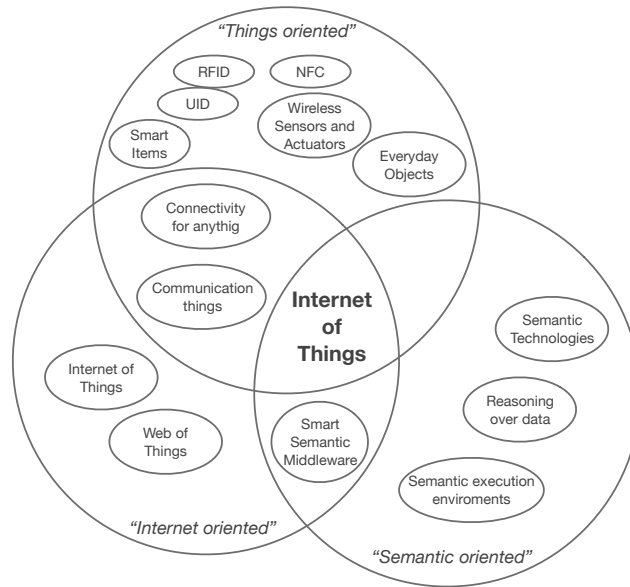 “Things oriented”
RFID
NFC
UID
Wireless
Sensors and
Actuators
Smart
Items
Everyday
Objects
Connectivity
for anythig
Communication
things
Internet
of
Things
Semantic
Technologies
Internet of
Things
Reasoning
over data
Web of
Things
Smart
Semantic
Middleware
Semantic execution
enviroments
“Internet oriented”
“Semantic oriented”